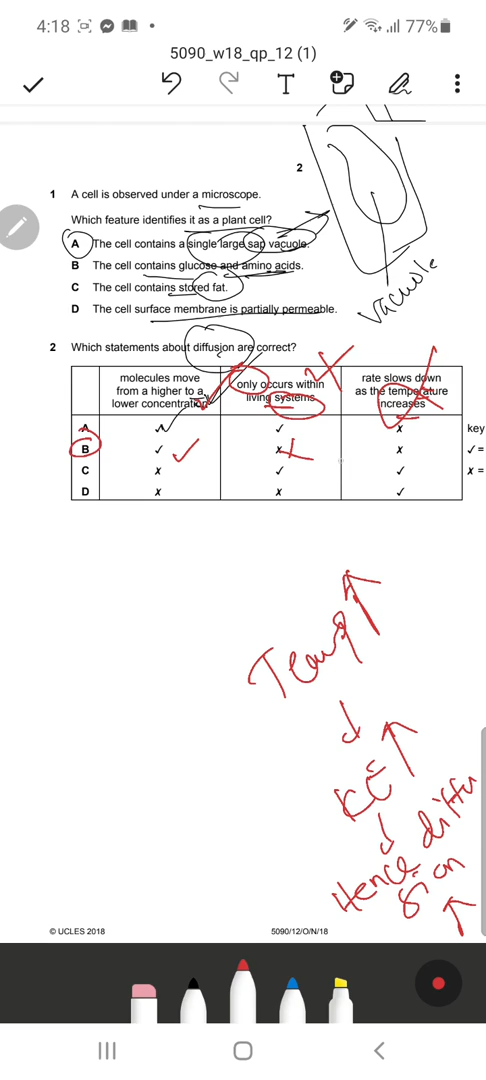 4:18 77%
5090_w18_qp_12 (1)
T
2
1 A cell is observed under a microscope.
Which feature identifies it as a plant cell?
A The cell contains a single large sap vacuole.
B The cell contains glucose and amino acids.
C The cell contains stored fat.
D The cell surface membrane is partially permeable.
vacuole
2 Which statements about diffusion are correct?
molecules move from a higher to a lower concentration
only occurs within living systems
rate slows down as the temperature increases
A ✓ ✓ x key
B ✓ x x ✓ =
C x ✓ ✓ x =
D x x ✓
Temp ↑
↓
KE ↑
↓
Hence diffusion ↑
© UCLES 2018 5090/12/O/N/18